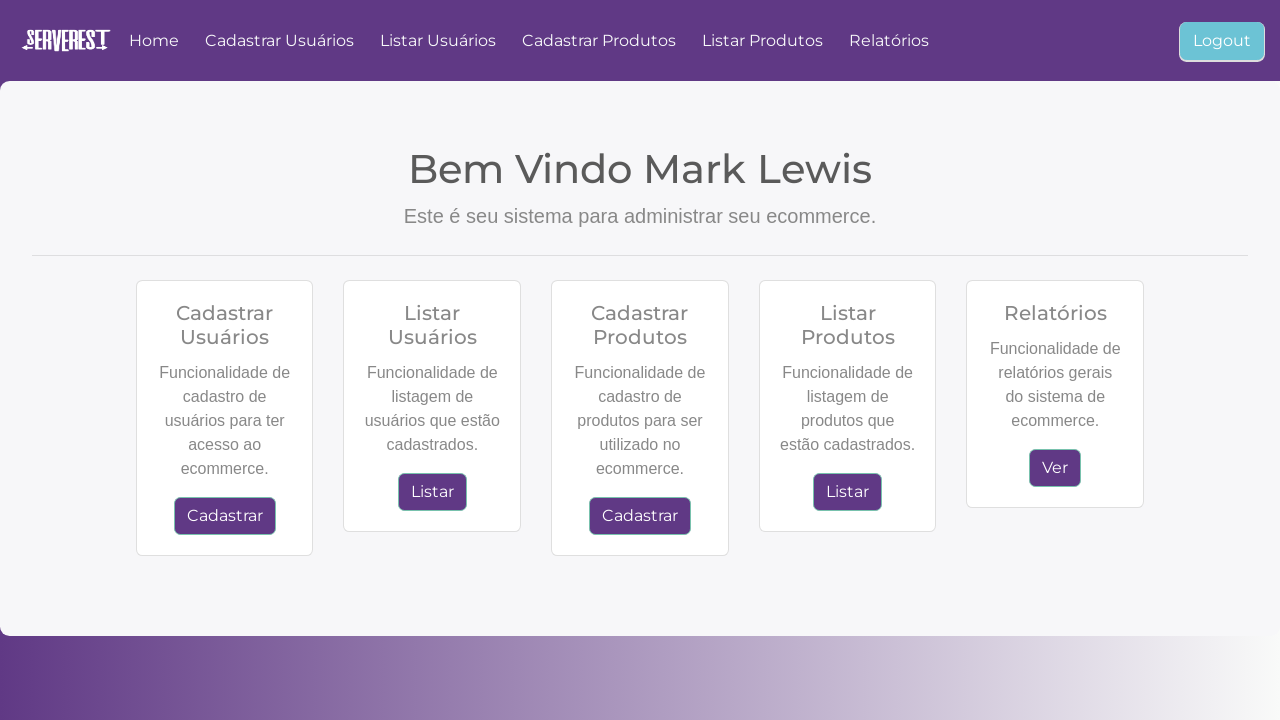 SERVEREST Home Cadastrar Usuários Listar Usuários Cadastrar Produtos Listar Produtos Relatórios Logout
Bem Vindo Mark Lewis
Este é seu sistema para administrar seu ecommerce.
Cadastrar
Usuários
Funcionalidade de
cadastro de
usuários para ter
acesso ao
ecommerce.
Cadastrar
Listar
Usuários
Funcionalidade de
listagem de
usuários que estão
cadastrados.
Listar
Cadastrar
Produtos
Funcionalidade de
cadastro de
produtos para ser
utilizado no
ecommerce.
Cadastrar
Listar
Produtos
Funcionalidade de
listagem de
produtos que
estão cadastrados.
Listar
Relatórios
Funcionalidade de
relatórios gerais
do sistema de
ecommerce.
Ver